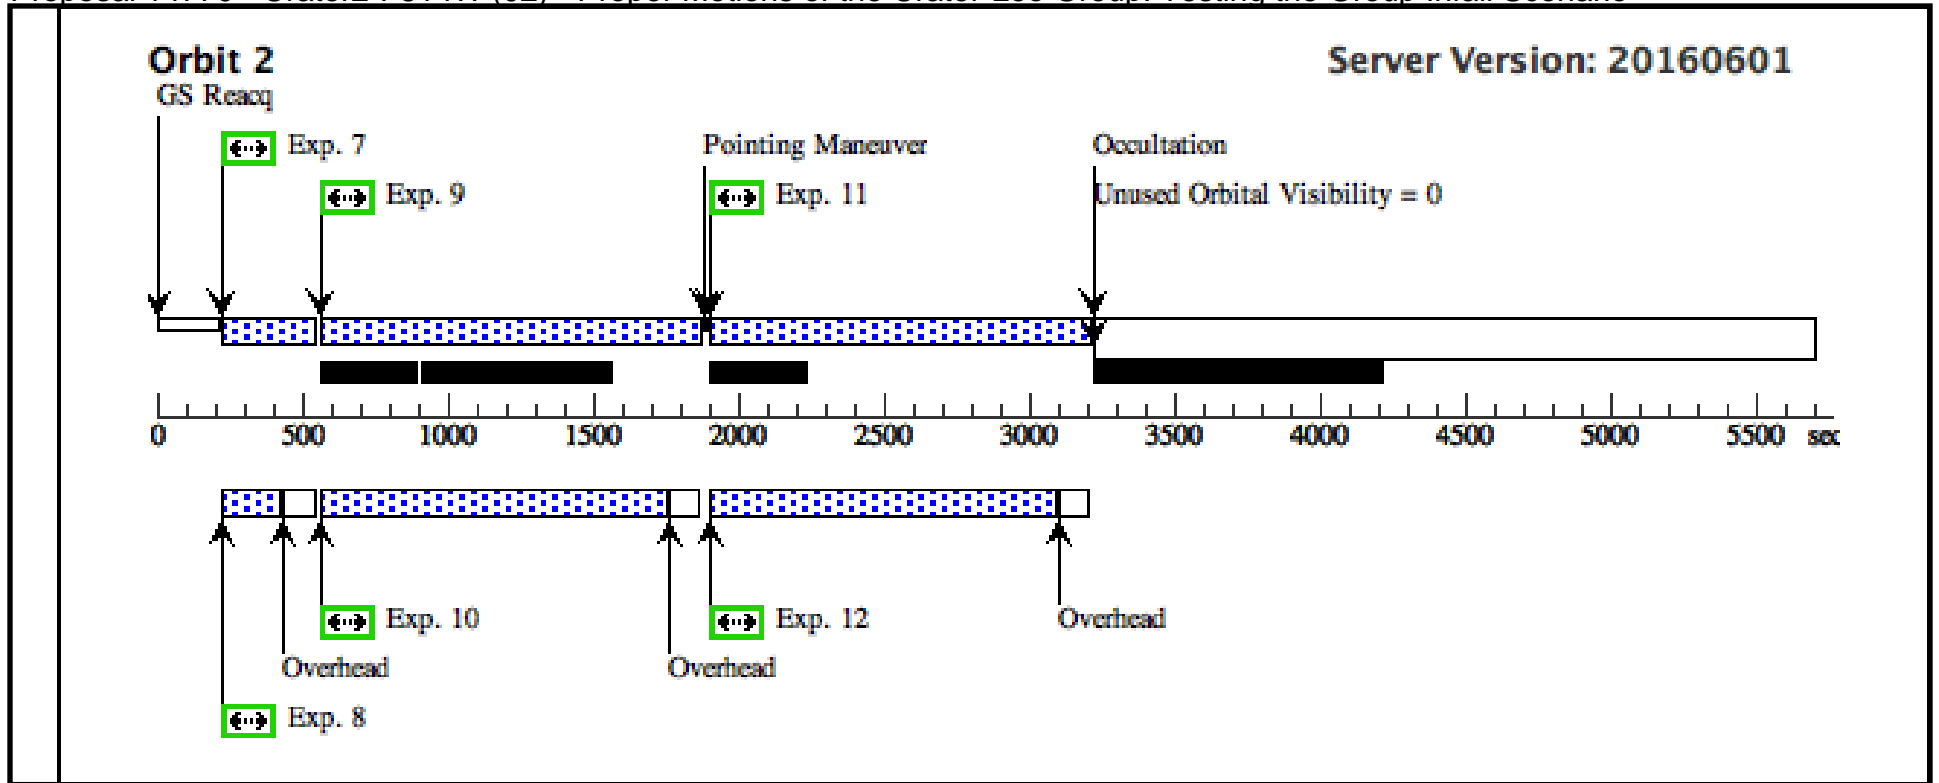 Orbit 2
Server Version: 20160601
GS Reacq
Exp. 7
Pointing Maneuver
Occultation
Exp. 9
Exp. 11
Unused Orbital Visibility = 0
0 500 1000 1500 2000 2500 3000 3500 4000 4500 5000 5500 sec
Exp. 10
Exp. 12
Overhead
Overhead
Overhead
Exp. 8